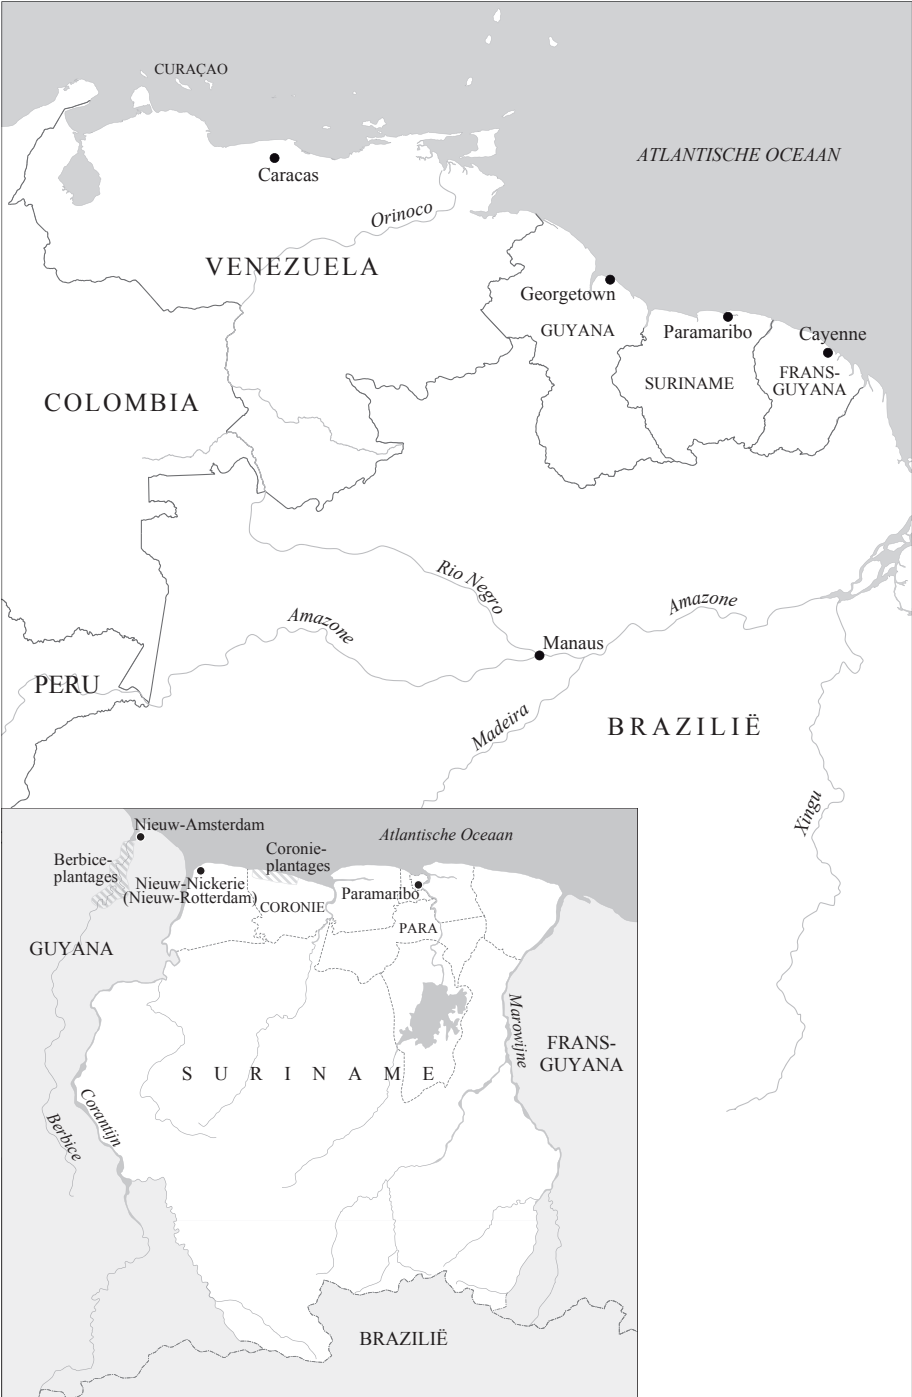 CURAÇAO
ATLANTISCHE OCEAAN
Caracas
Orinoco
VENEZUELA
Georgetown
GUYANA
Paramaribo
Cayenne
SURINAME
FRANS-
GUYANA
COLOMBIA
Rio Negro
Amazone
Amazone
Manaus
PERU
Madeira
BRAZILIË
Xingu
Nieuw-Amsterdam
Atlantische Oceaan
Berbice-
plantages
Coronie-
plantages
Nieuw-Nickerie
(Nieuw-Rotterdam)
CORONIE
Paramaribo
PARA
GUYANA
Marowijne
FRANS-
GUYANA
SURINAME
Corantijn
Berbice
BRAZILIË